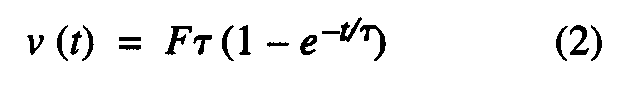 v (t) = Fτ (1 − e^{−t/τ}) (2)